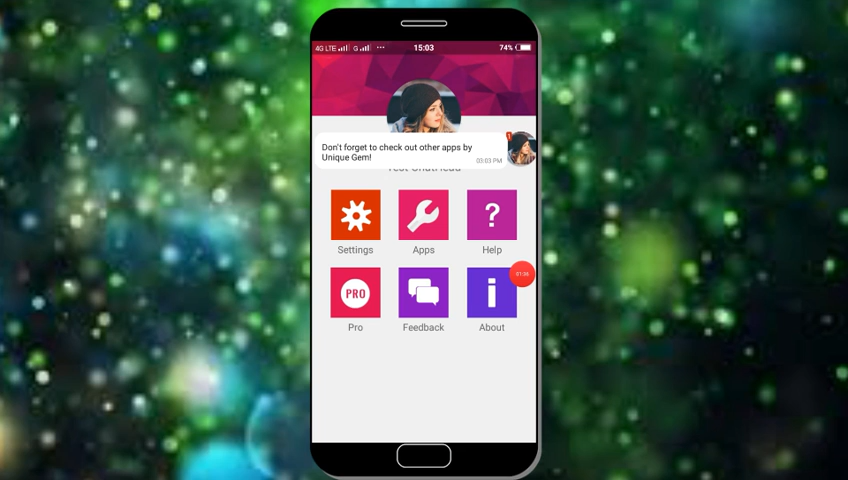 4G LTE G ... 15:03 74%
Don't forget to check out other apps by
Unique Gem!
03:03 PM
Settings Apps ? Help
PRO
Pro Feedback i About